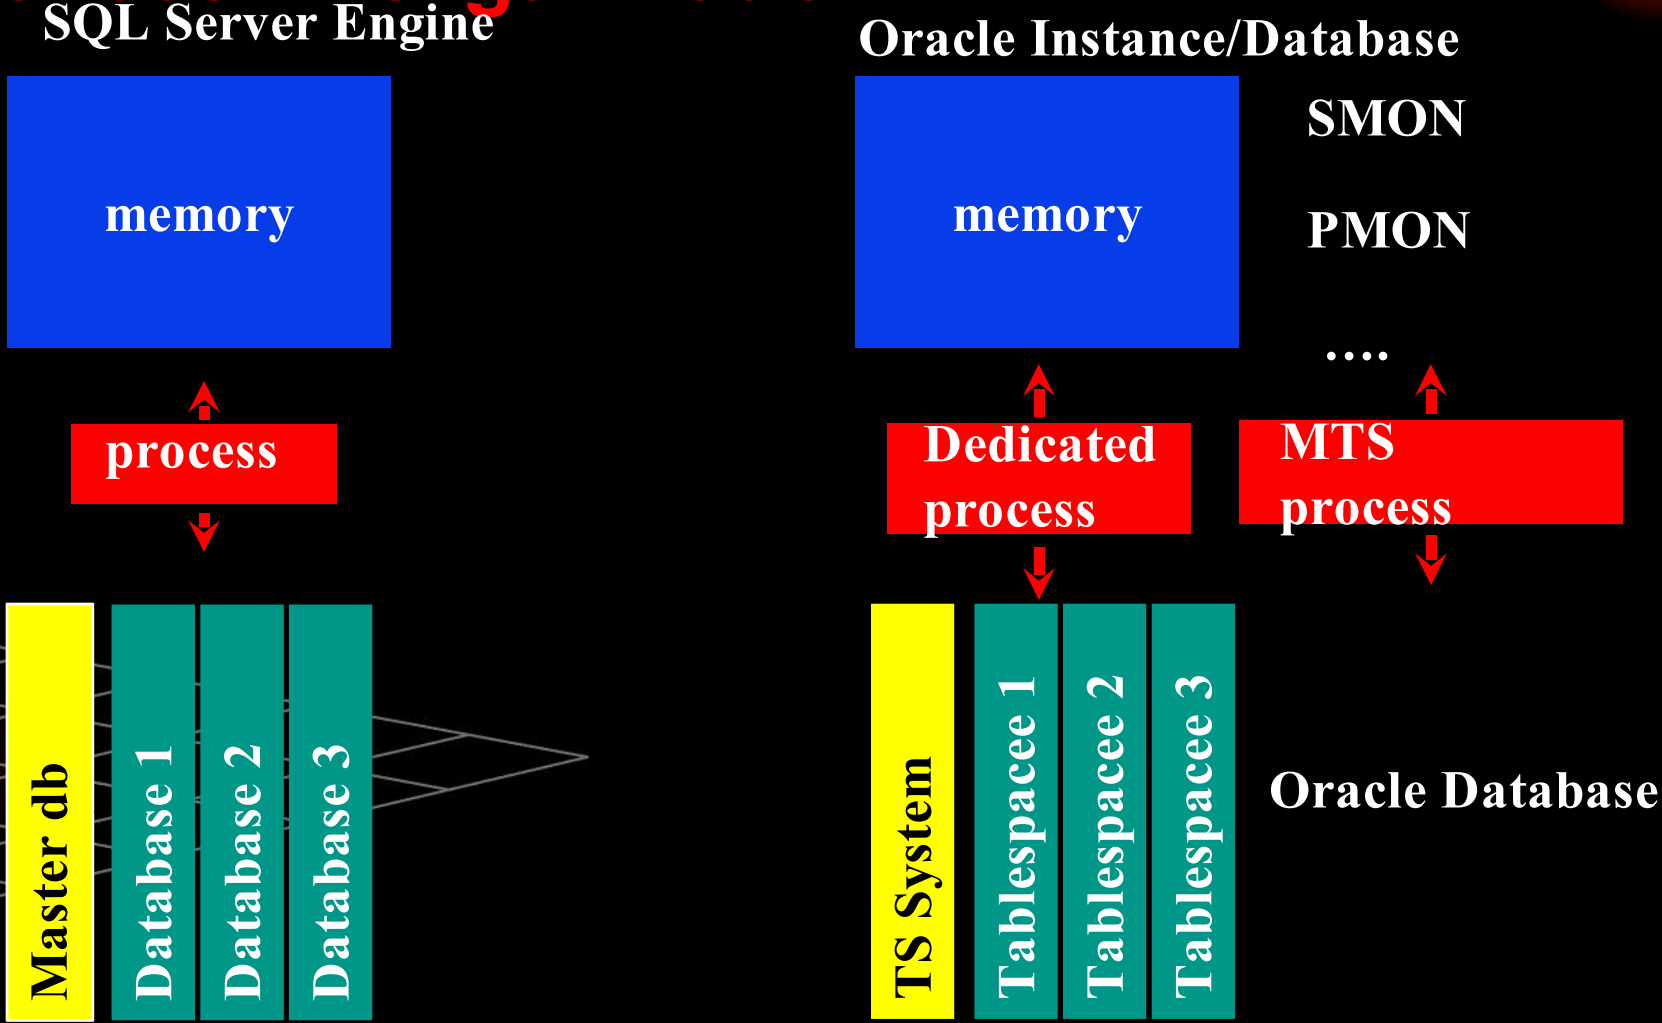 SQL Server Engine
memory
process
Master db
Database 1
Database 2
Database 3
Oracle Instance/Database
memory
SMON
PMON
....
Dedicated
process
MTS
process
TS System
Tablespacee 1
Tablespacee 2
Tablespacee 3
Oracle Database